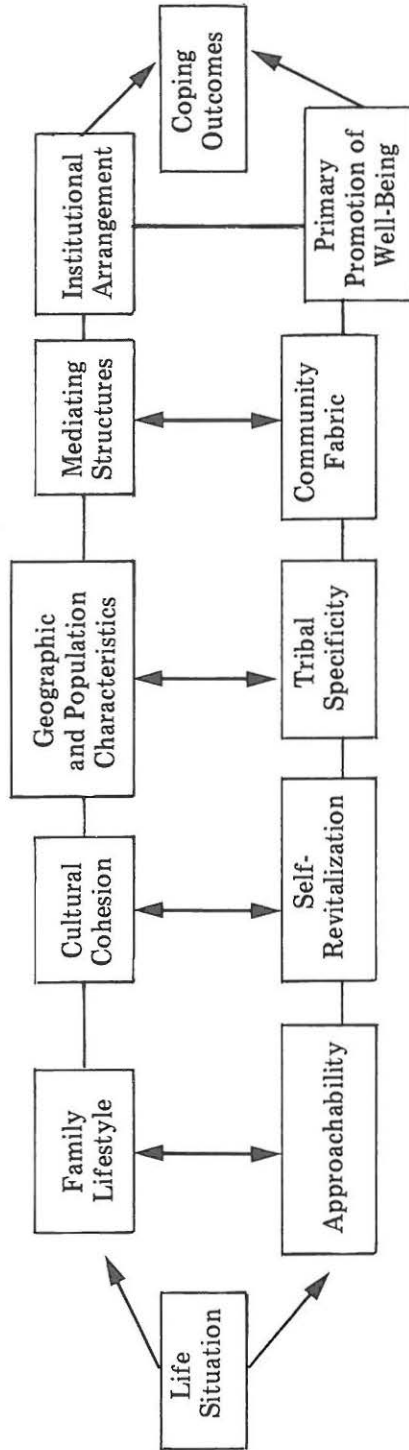 Life
Situation
Family
Lifestyle
Cultural
Cohesion
Geographic
and Population
Characteristics
Mediating
Structures
Institutional
Arrangement
Approachability
Self-
Revitalization
Tribal
Specificity
Community
Fabric
Primary
Promotion of
Well-Being
Coping
Outcomes